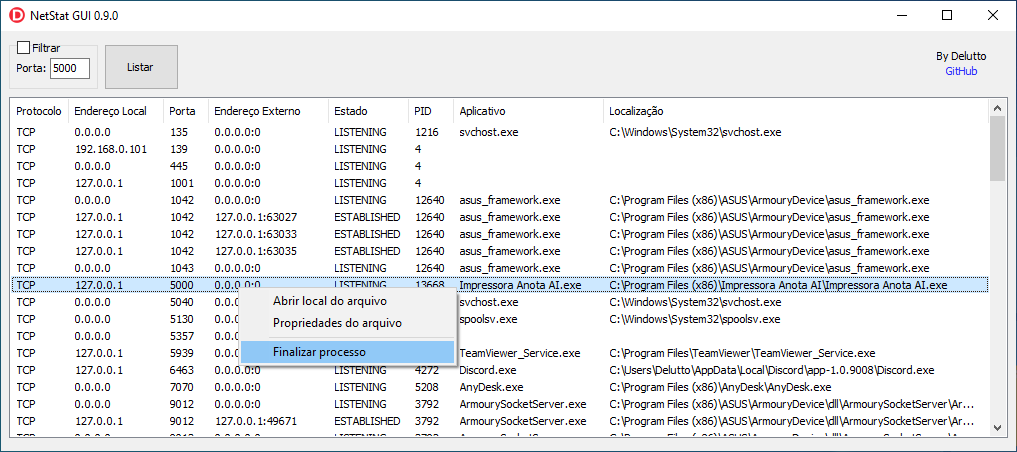 NetStat GUI 0.9.0
Filtrar
Porta: 5000
Listar
By Delutto
GitHub
Protocolo Endereço Local Porta Endereço Externo Estado PID Aplicativo Localização
TCP 0.0.0.0 135 0.0.0.0:0 LISTENING 1216 svchost.exe C:\Windows\System32\svchost.exe
TCP 192.168.0.101 139 0.0.0.0:0 LISTENING 4
TCP 0.0.0.0 445 0.0.0.0:0 LISTENING 4
TCP 127.0.0.1 1001 0.0.0.0:0 LISTENING 4
TCP 0.0.0.0 1042 0.0.0.0:0 LISTENING 12640 asus_framework.exe C:\Program Files (x86)\ASUS\ArmouryDevice\asus_framework.exe
TCP 127.0.0.1 1042 127.0.0.1:63027 ESTABLISHED 12640 asus_framework.exe C:\Program Files (x86)\ASUS\ArmouryDevice\asus_framework.exe
TCP 127.0.0.1 1042 127.0.0.1:63033 ESTABLISHED 12640 asus_framework.exe C:\Program Files (x86)\ASUS\ArmouryDevice\asus_framework.exe
TCP 127.0.0.1 1042 127.0.0.1:63035 ESTABLISHED 12640 asus_framework.exe C:\Program Files (x86)\ASUS\ArmouryDevice\asus_framework.exe
TCP 0.0.0.0 1043 0.0.0.0:0 LISTENING 12640 asus_framework.exe C:\Program Files (x86)\ASUS\ArmouryDevice\asus_framework.exe
TCP 127.0.0.1 5000 0.0.0.0:0 LISTENING 13668 Impressora Anota AI.exe C:\Program Files (x86)\Impressora Anota AI\Impressora Anota AI.exe
TCP 0.0.0.0 5040 svchost.exe C:\Windows\System32\svchost.exe
TCP 0.0.0.0 5130 spoolsv.exe C:\Windows\System32\spoolsv.exe
TCP 0.0.0.0 5357
TCP 127.0.0.1 5939 TeamViewer_Service.exe C:\Program Files\TeamViewer\TeamViewer_Service.exe
TCP 127.0.0.1 6463 0.0.0.0:0 LISTENING 4272 Discord.exe C:\Users\Delutto\AppData\Local\Discord\app-1.0.9008\Discord.exe
TCP 0.0.0.0 7070 0.0.0.0:0 LISTENING 5208 AnyDesk.exe C:\Program Files (x86)\AnyDesk\AnyDesk.exe
TCP 0.0.0.0 9012 0.0.0.0:0 LISTENING 3792 ArmourySocketServer.exe C:\Program Files (x86)\ASUS\ArmouryDevice\dll\ArmourySocketServer\Ar...
TCP 127.0.0.1 9012 127.0.0.1:49671 ESTABLISHED 3792 ArmourySocketServer.exe C:\Program Files (x86)\ASUS\ArmouryDevice\dll\ArmourySocketServer\Ar...
Abrir local do arquivo
Propriedades do arquivo
Finalizar processo